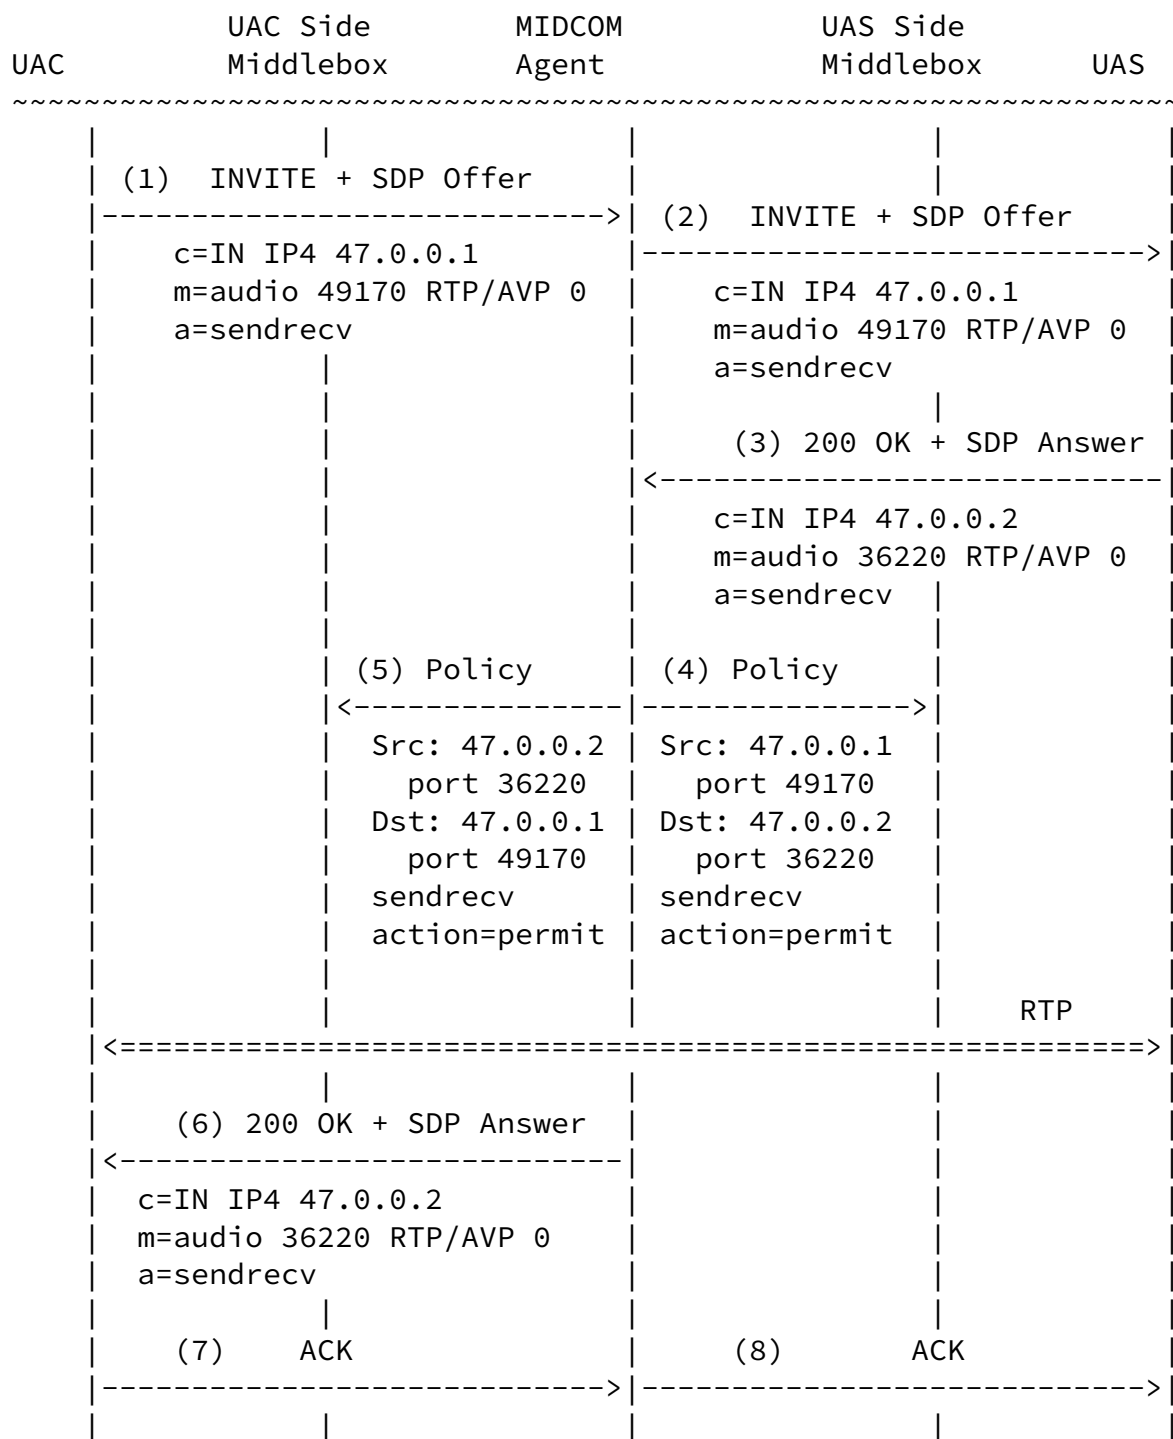 UAC Side MIDCOM UAS Side
UAC Middlebox Agent Middlebox UAS
(1) INVITE + SDP Offer
(2) INVITE + SDP Offer
c=IN IP4 47.0.0.1
m=audio 49170 RTP/AVP 0 c=IN IP4 47.0.0.1
a=sendrecv m=audio 49170 RTP/AVP 0
a=sendrecv
(3) 200 OK + SDP Answer
c=IN IP4 47.0.0.2
m=audio 36220 RTP/AVP 0
a=sendrecv
(5) Policy (4) Policy
Src: 47.0.0.2 Src: 47.0.0.1
port 36220 port 49170
Dst: 47.0.0.1 Dst: 47.0.0.2
port 49170 port 36220
sendrecv sendrecv
action=permit action=permit
RTP
(6) 200 OK + SDP Answer
c=IN IP4 47.0.0.2
m=audio 36220 RTP/AVP 0
a=sendrecv
(7) ACK (8) ACK